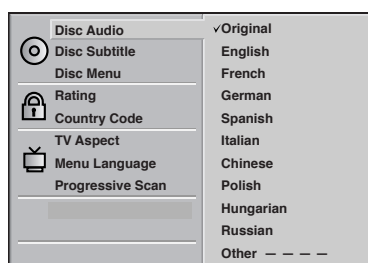 Disc Audio
Disc Subtitle
Disc Menu
Rating
Country Code
TV Aspect
Menu Language
Progressive Scan
✓Original
English
French
German
Spanish
Italian
Chinese
Polish
Hungarian
Russian
Other — — — —